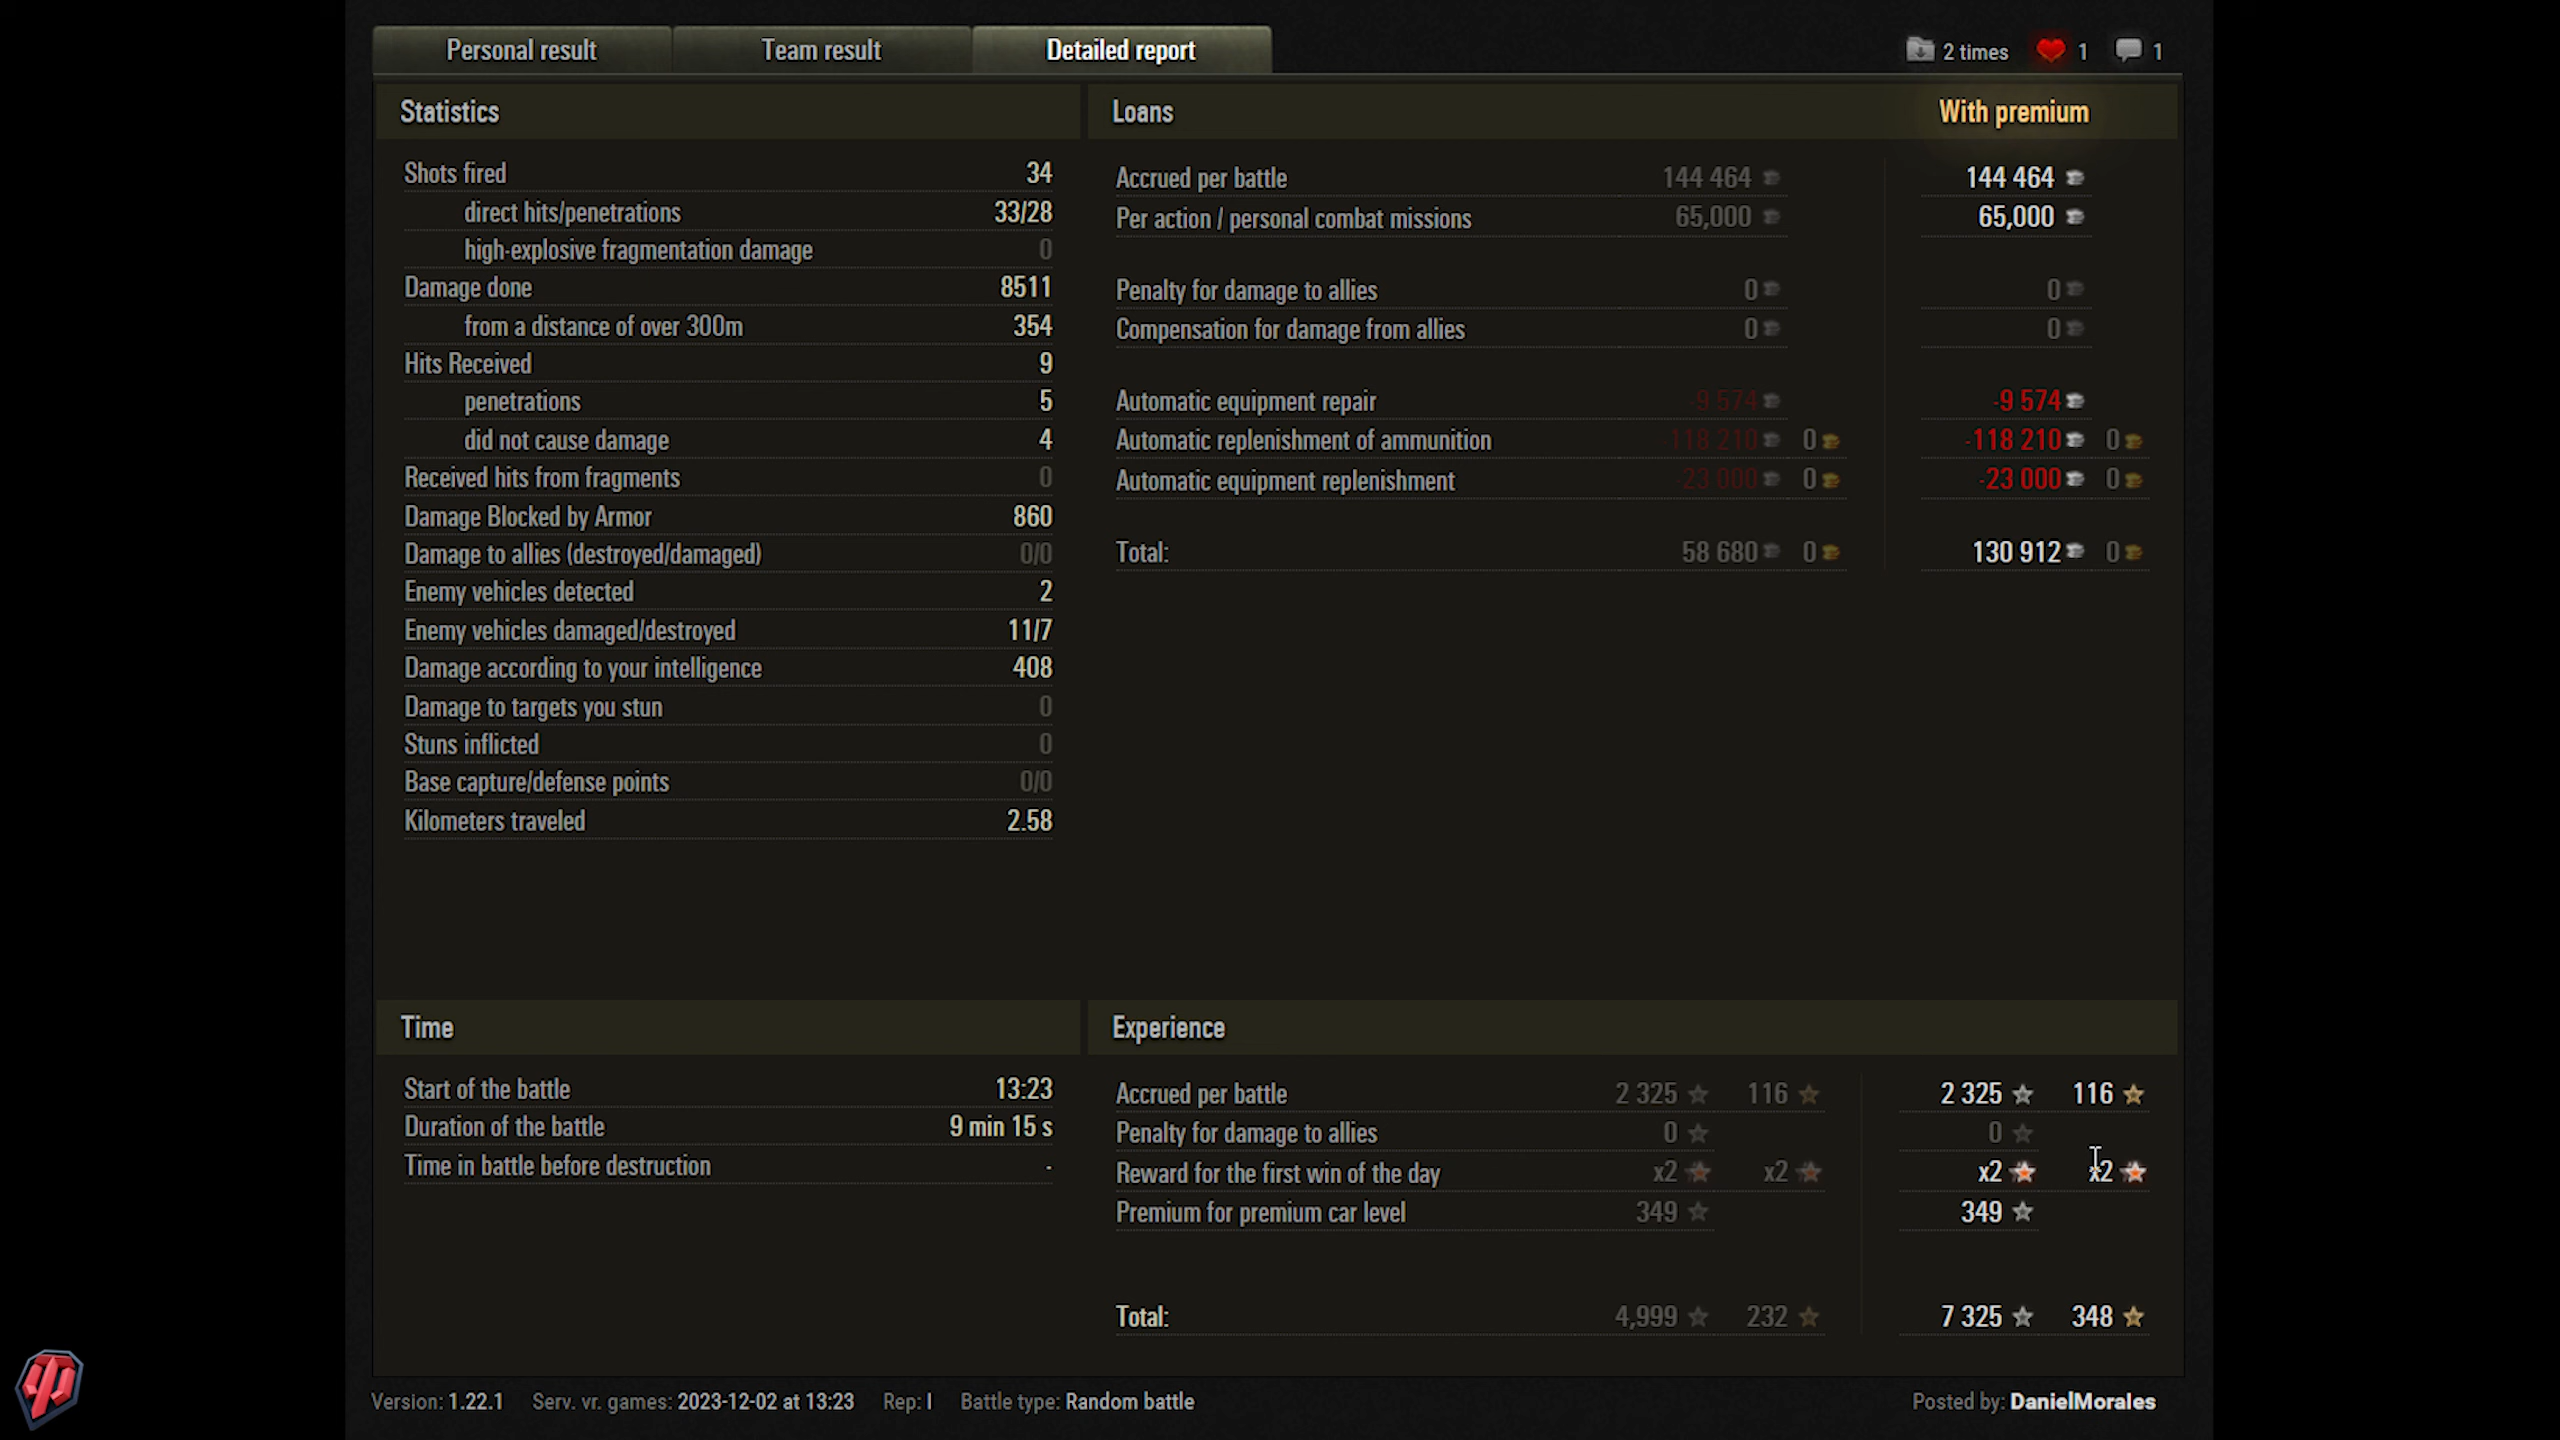 Personal result Team result Detailed report 2 times 1 1
Statistics
Shots fired 34
direct hits/penetrations 33/28
high-explosive fragmentation damage 0
Damage done 8511
from a distance of over 300m 354
Hits Received 9
penetrations 5
did not cause damage 4
Received hits from fragments 0
Damage Blocked by Armor 860
Damage to allies (destroyed/damaged) 0/0
Enemy vehicles detected 2
Enemy vehicles damaged/destroyed 11/7
Damage according to your intelligence 408
Damage to targets you stun 0
Stuns inflicted 0
Base capture/defense points 0/0
Kilometers traveled 2.58
Loans With premium
Accrued per battle 144 464 144 464
Per action / personal combat missions 65,000 65,000
Penalty for damage to allies 0 0
Compensation for damage from allies 0 0
Automatic equipment repair -9 574 -9 574
Automatic replenishment of ammunition -118 210 0 -118 210 0
Automatic equipment replenishment -23 000 0 -23 000 0
Total: 58 680 0 130 912 0
Time
Start of the battle 13:23
Duration of the battle 9 min 15 s
Time in battle before destruction -
Experience
Accrued per battle 2 325 116 2 325 116
Penalty for damage to allies 0 0
Reward for the first win of the day x2 x2 x2 x2
Premium for premium car level 349 349
Total: 4,999 232 7 325 348
Version: 1.22.1 Serv. vr. games: 2023-12-02 at 13:23 Rep: I Battle type: Random battle Posted by: DanielMorales